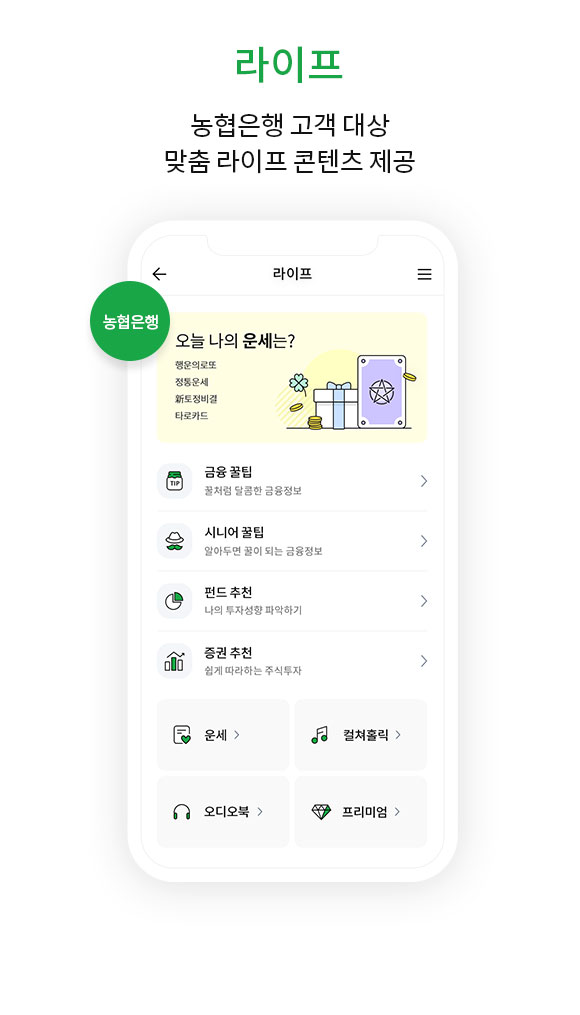 라이프
농협은행 고객 대상
맞춤 라이프 콘텐츠 제공
라이프
농협은행
오늘 나의 운세는?
행운의로또
정통운세
新토정비결
타로카드
TIP
금융 꿀팁
꿀처럼 달콤한 금융정보
시니어 꿀팁
알아두면 꿀이 되는 금융정보
펀드 추천
나의 투자성향 파악하기
증권 추천
쉽게 따라하는 주식투자
운세
컬쳐홀릭
오디오북
프리미엄